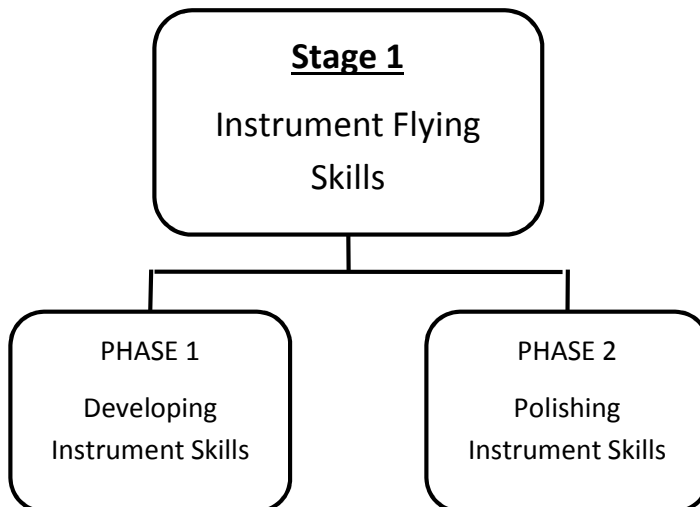 Stage 1
Instrument Flying
Skills
PHASE 1
Developing
Instrument Skills
PHASE 2
Polishing
Instrument Skills